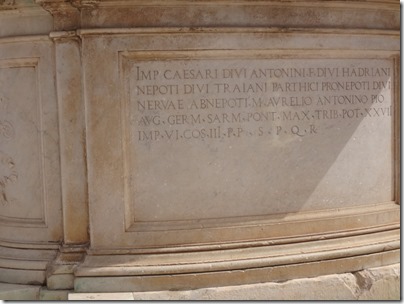 IMP CAESARI DIVI ANTONINI F DIVI HADRIANI
NEPOTI DIVI TRAIANI PARTHICI PRONEPOTI DIVI
NERVAE ABNEPOTI M AVRELIO ANTONINO PIO
AVG · GERM · SARM · PONT · MAX · TRIB · POT · XXVII
IMP · VI · COS · III · P · P · S · P · Q · R